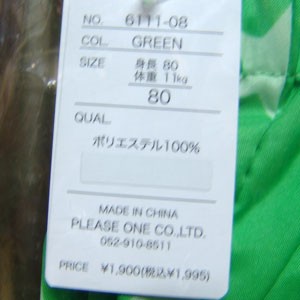 NO. 6111-08
COL. GREEN
SIZE 身長 80
体重 11kg
80
QUAL.
ポリエステル100%
MADE IN CHINA
PLEASE ONE CO.,LTD.
052-910-8511
PRICE ¥1,900(税込¥1,995)